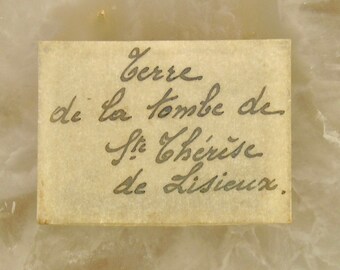 Terre
de la tombe de
Ste Thérèse
de Lisieux.